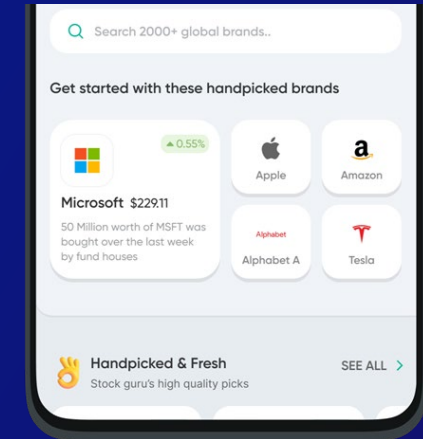 Search 2000+ global brands..
Get started with these handpicked brands
▲ 0.55%
Microsoft $229.11
50 Million worth of MSFT was
bought over the last week
by fund houses
Apple
a
Amazon
Alphabet
Alphabet A
Tesla
Handpicked & Fresh
SEE ALL >
Stock guru's high quality picks